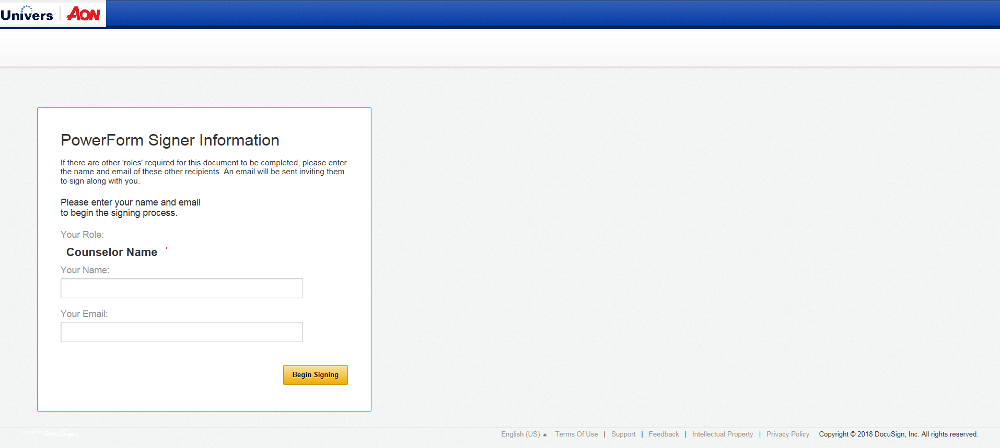 Univers | AON
PowerForm Signer Information
If there are other 'roles' required for this document to be completed, please enter
the name and email of these other recipients. An email will be sent inviting them
to sign along with you.
Please enter your name and email
to begin the signing process.
Your Role:
Counselor Name *
Your Name:
Your Email:
Begin Signing
DocuSign
English (US) Terms Of Use | Support | Feedback | Intellectual Property | Privacy Policy Copyright © 2018 DocuSign, Inc. All rights reserved.